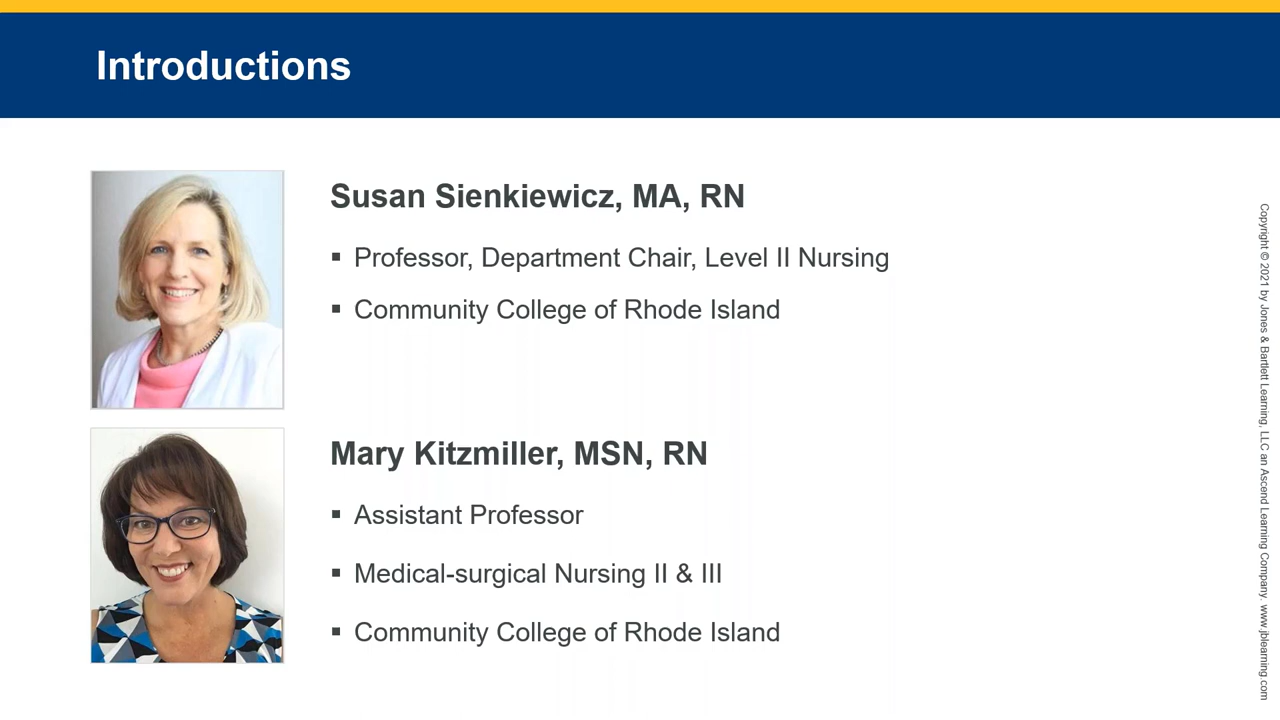 Introductions
Susan Sienkiewicz, MA, RN
▪ Professor, Department Chair, Level II Nursing
▪ Community College of Rhode Island
Mary Kitzmiller, MSN, RN
▪ Assistant Professor
▪ Medical-surgical Nursing II & III
▪ Community College of Rhode Island
Copyright © 2021 by Jones & Bartlett Learning, LLC an Ascend Learning Company. www.jblearning.com